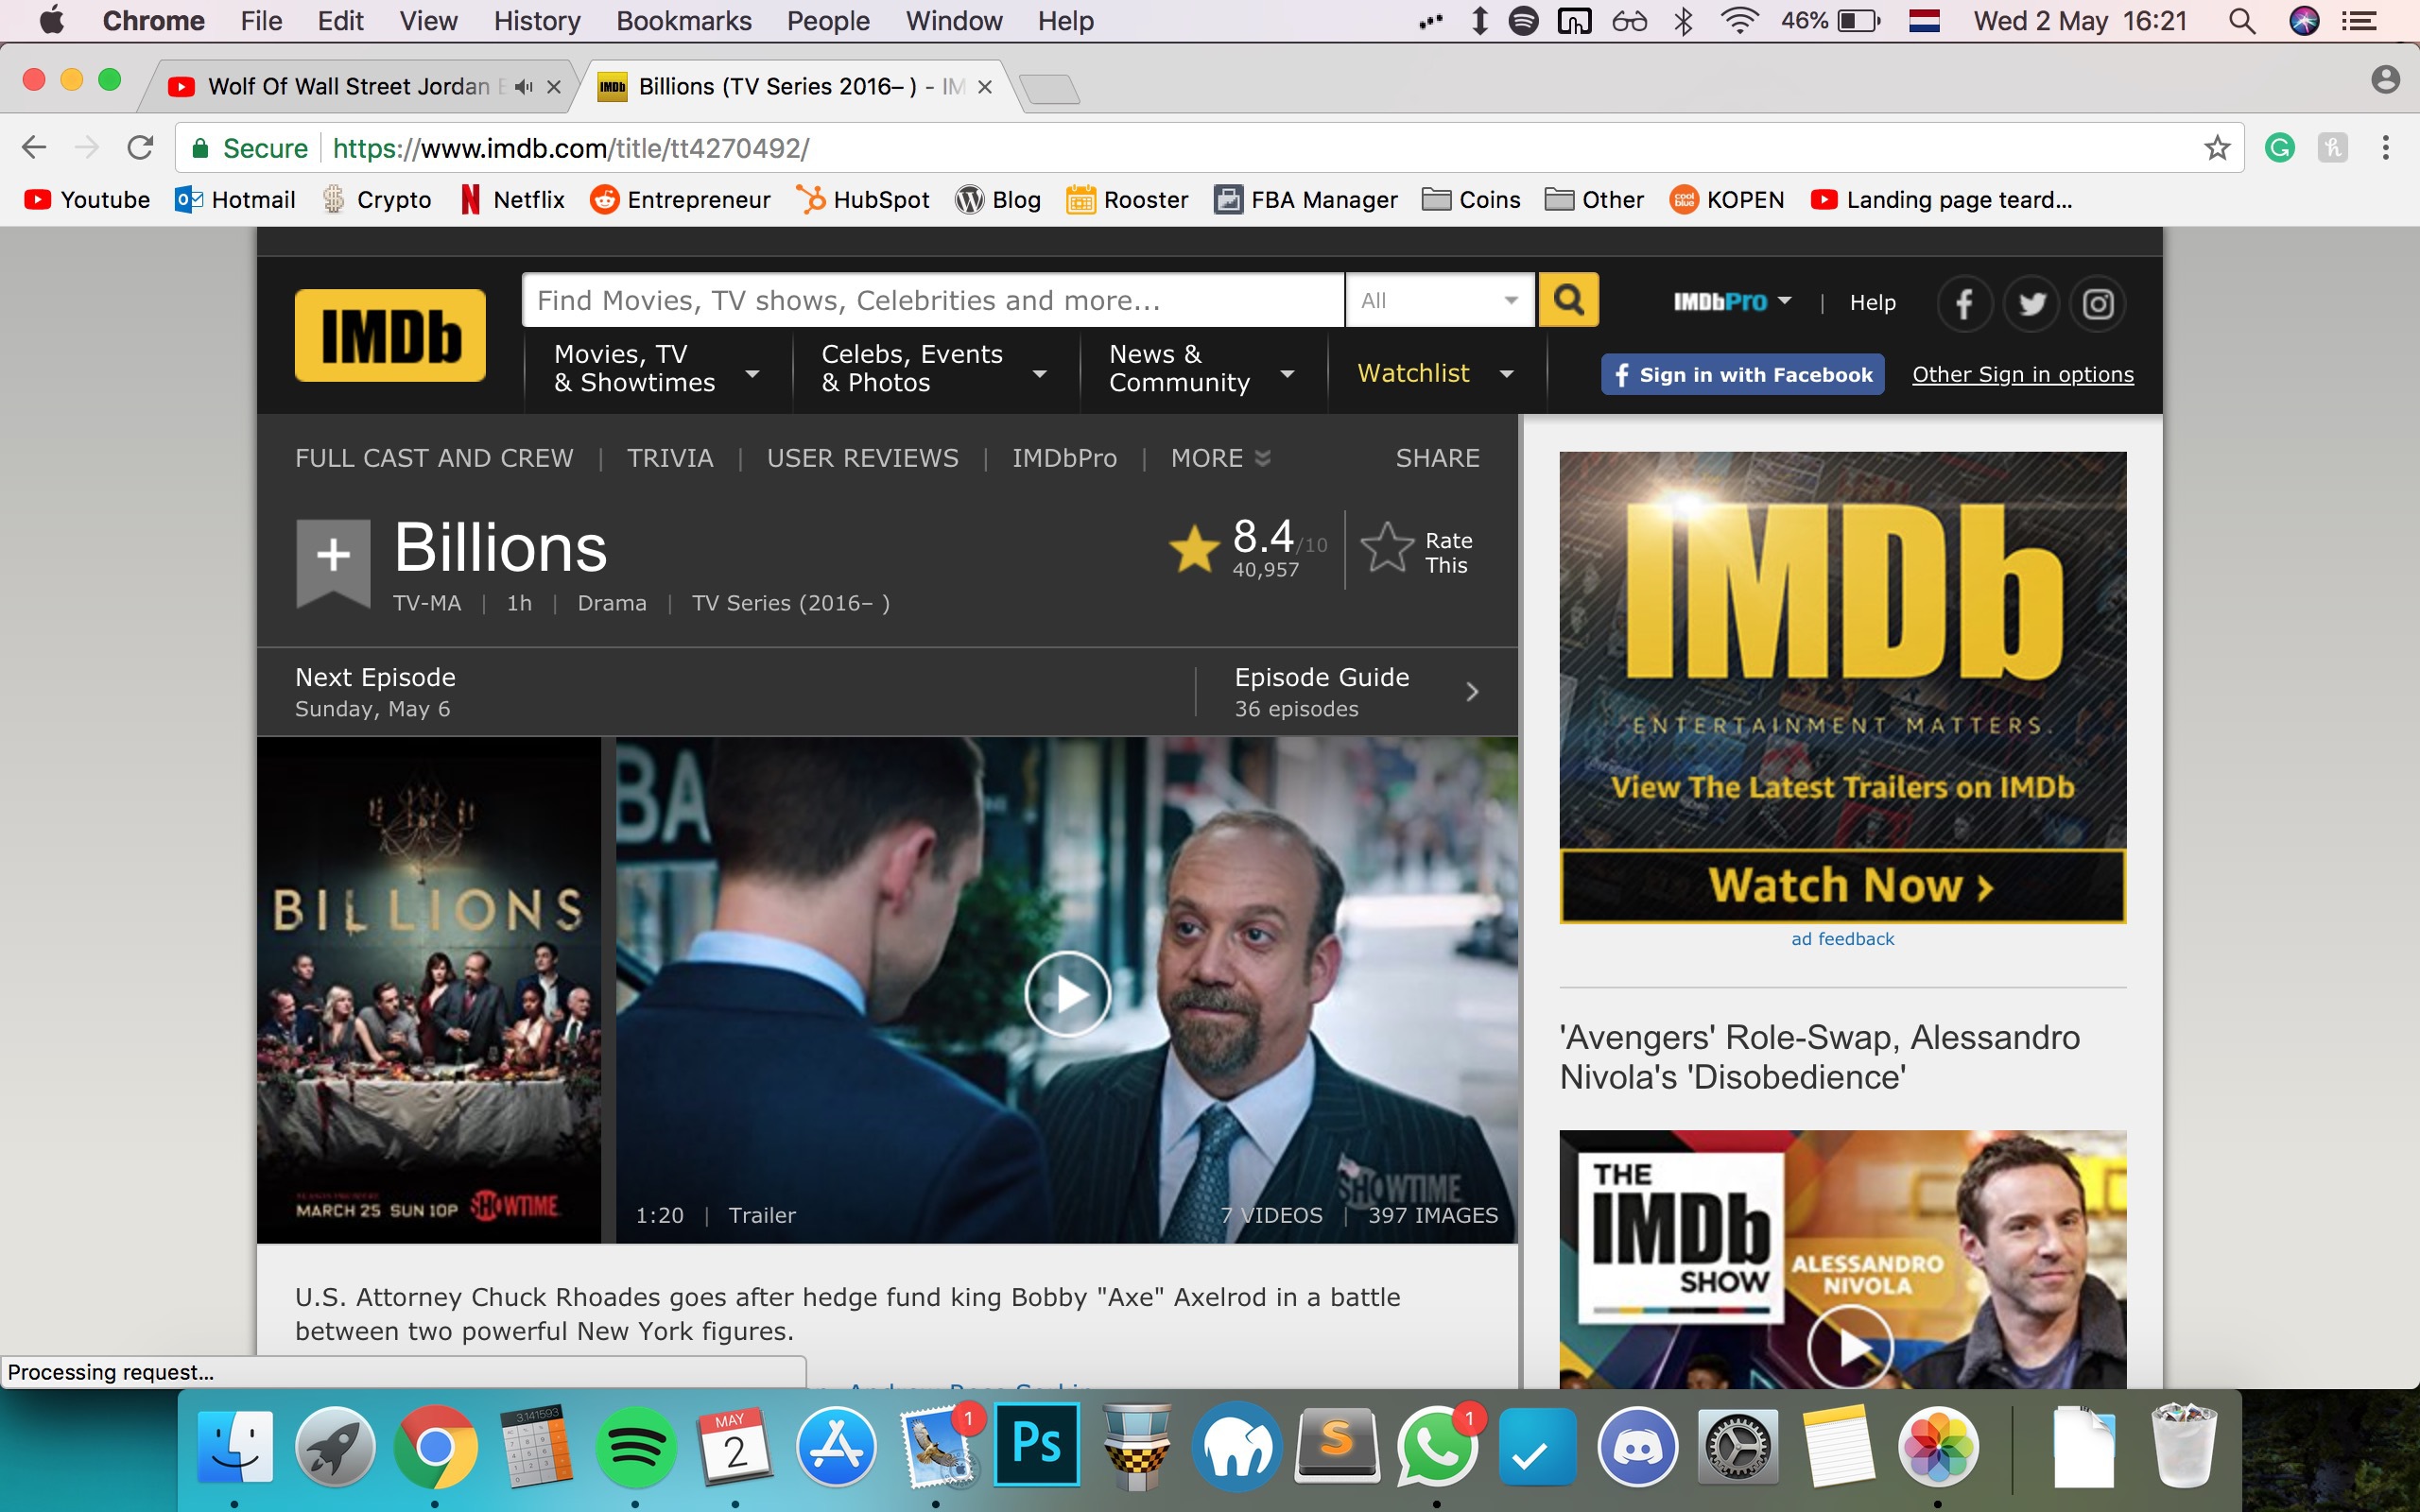 Chrome File Edit View History Bookmarks People Window Help 46% Wed 2 May 16:21
Wolf Of Wall Street Jordan
IMDb Billions (TV Series 2016– ) - IM
Secure https://www.imdb.com/title/tt4270492/
Youtube Hotmail Crypto Netflix Entrepreneur HubSpot Blog Rooster FBA Manager Coins Other KOPEN Landing page teard...
IMDb
Find Movies, TV shows, Celebrities and more...
All
IMDbPro | Help
Movies, TV
& Showtimes
Celebs, Events
& Photos
News &
Community
Watchlist
Sign in with Facebook
Other Sign in options
FULL CAST AND CREW | TRIVIA | USER REVIEWS | IMDbPro | MORE SHARE
Billions
8.4/10
40,957
Rate
This
TV-MA | 1h | Drama | TV Series (2016– )
Next Episode
Sunday, May 6
Episode Guide
36 episodes
BILLIONS
MARCH 25 SUN 10P SHOWTIME
BA
SHOWTIME
1:20 | Trailer
7 VIDEOS | 397 IMAGES
U.S. Attorney Chuck Rhoades goes after hedge fund king Bobby "Axe" Axelrod in a battle
between two powerful New York figures.
IMDb
ENTERTAINMENT MATTERS.
View The Latest Trailers on IMDb
Watch Now ›
ad feedback
'Avengers' Role-Swap, Alessandro
Nivola's 'Disobedience'
THE
IMDb
SHOW
ALESSANDRO
NIVOLA
Processing request...
3.141593
MAY
2
1
Ps
S
1